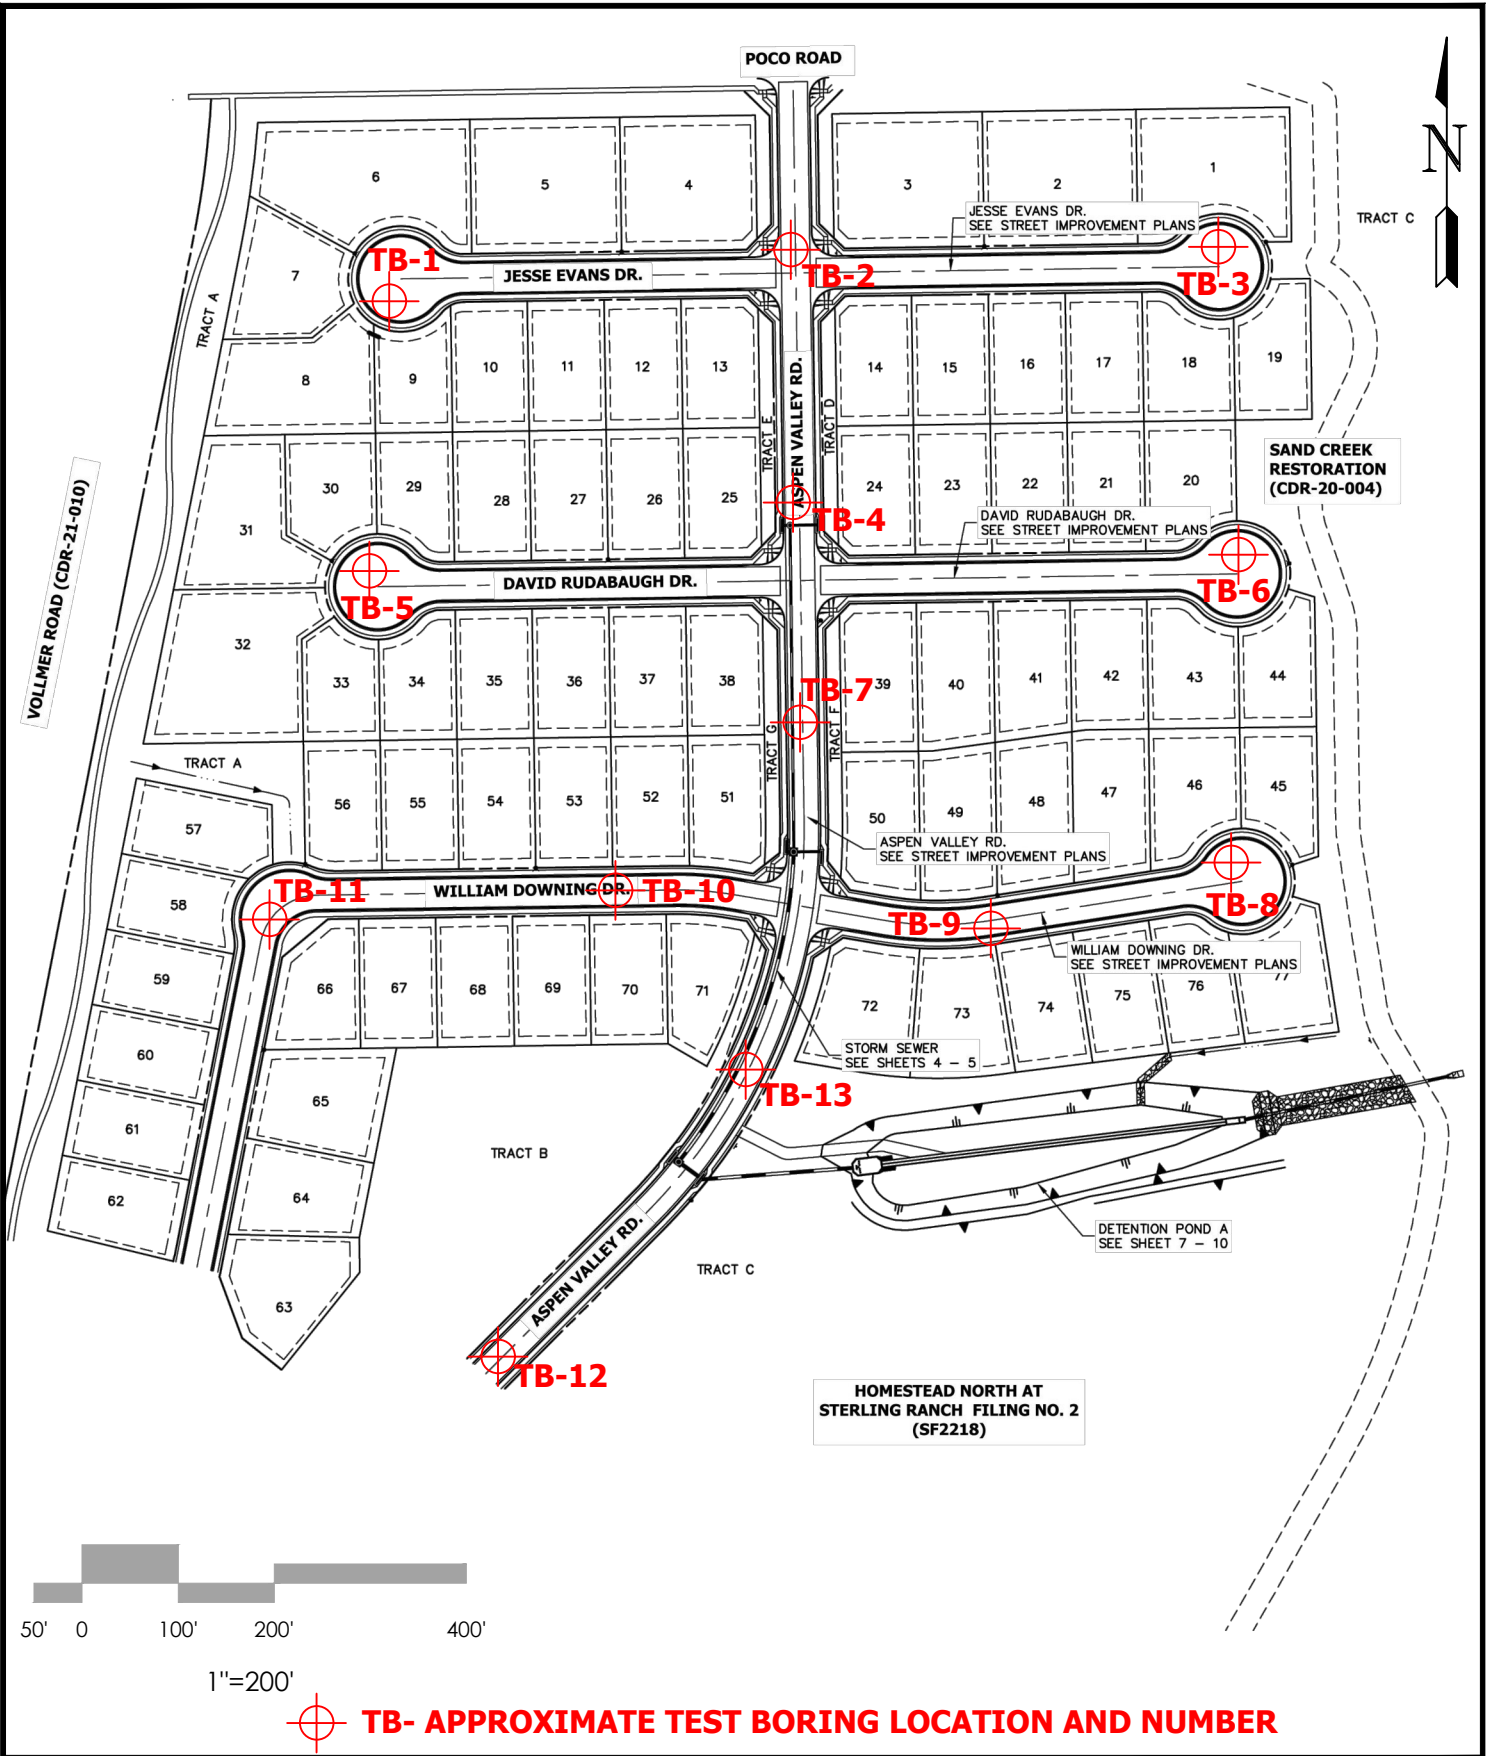 POCO ROAD
N
6
5
4
3
2
1
TRACT C
JESSE EVANS DR.
SEE STREET IMPROVEMENT PLANS
TB-1
JESSE EVANS DR.
TB-2
TB-3
7
TRACT A
8
9
10
11
12
13
14
15
16
17
18
19
ASPEN VALLEY RD.
TRACT E
TRACT D
SAND CREEK
RESTORATION
(CDR-20-004)
31
30
29
28
27
26
25
24
23
22
21
20
TB-4
DAVID RUDABAUGH DR.
SEE STREET IMPROVEMENT PLANS
VOLLMER ROAD (CDR-21-010)
TB-5
DAVID RUDABAUGH DR.
TB-6
32
33
34
35
36
37
38
TB-7
39
40
41
42
43
44
TRACT G
TRACT F
TRACT A
57
56
55
54
53
52
51
50
49
48
47
46
45
ASPEN VALLEY RD.
SEE STREET IMPROVEMENT PLANS
58
TB-11
WILLIAM DOWNING DR.
TB-10
TB-9
TB-8
WILLIAM DOWNING DR.
SEE STREET IMPROVEMENT PLANS
59
66
67
68
69
70
71
72
73
74
75
76
60
STORM SEWER
SEE SHEETS 4 - 5
TB-13
65
61
TRACT B
62
64
DETENTION POND A
SEE SHEET 7 - 10
ASPEN VALLEY RD.
TRACT C
63
TB-12
HOMESTEAD NORTH AT
STERLING RANCH FILING NO. 2
(SF2218)
50' 0 100' 200' 400'
1"=200'
TB- APPROXIMATE TEST BORING LOCATION AND NUMBER